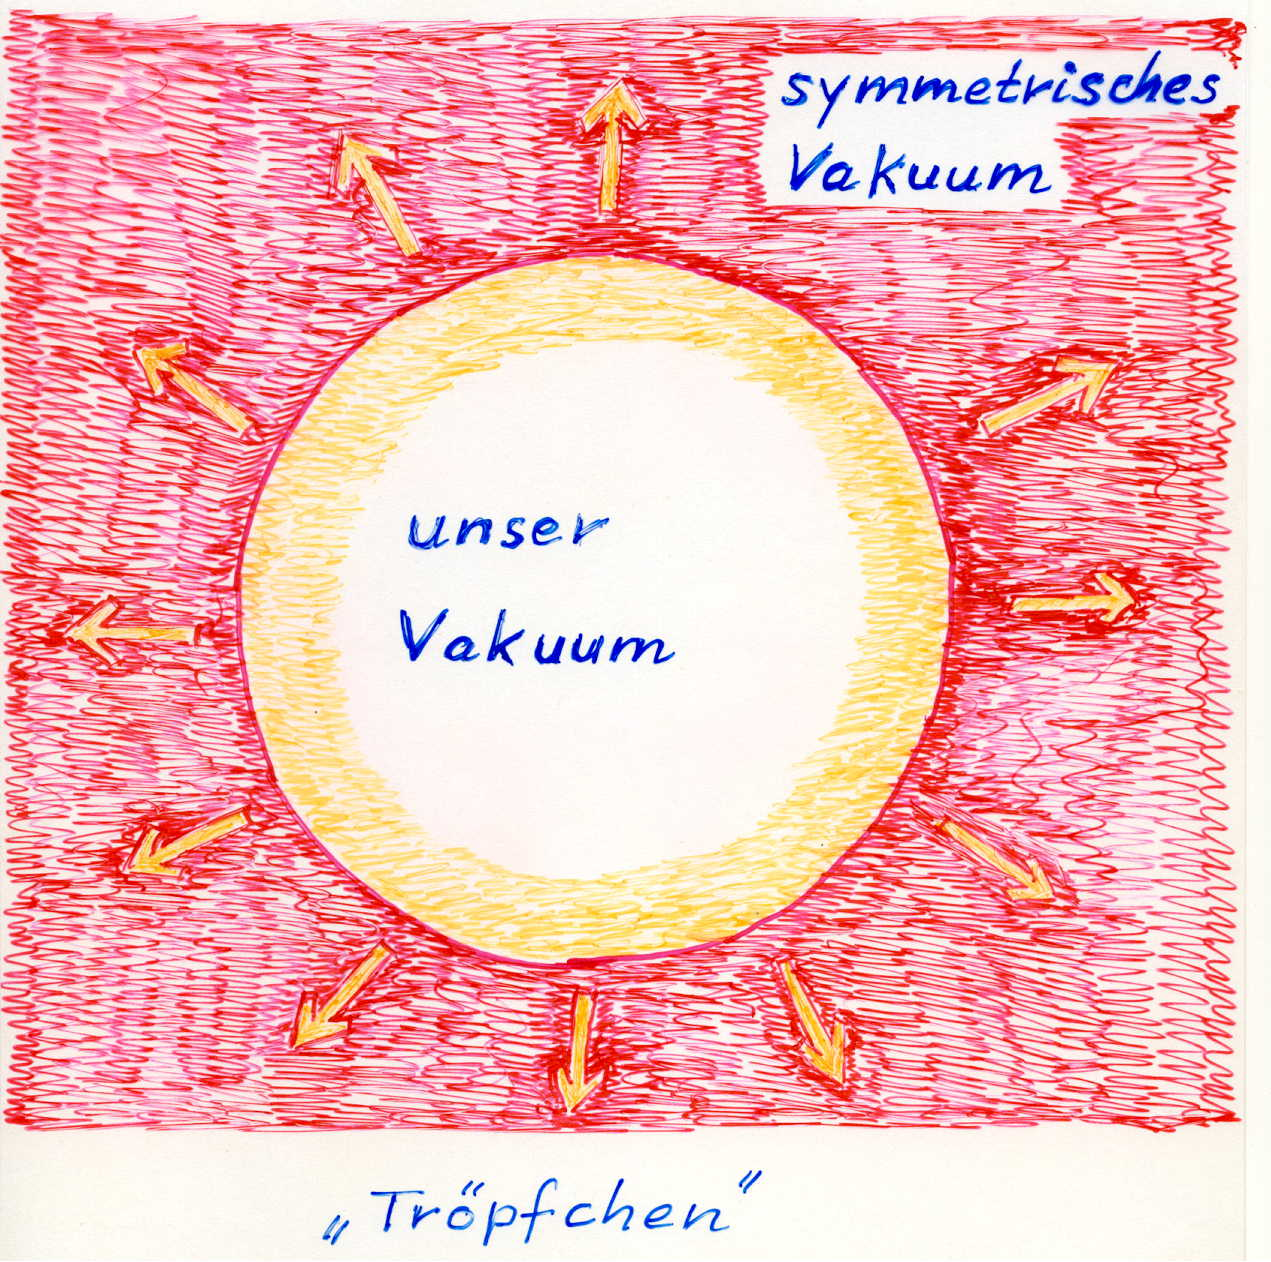 symmetrisches
Vakuum
unser
Vakuum
„Tröpfchen"